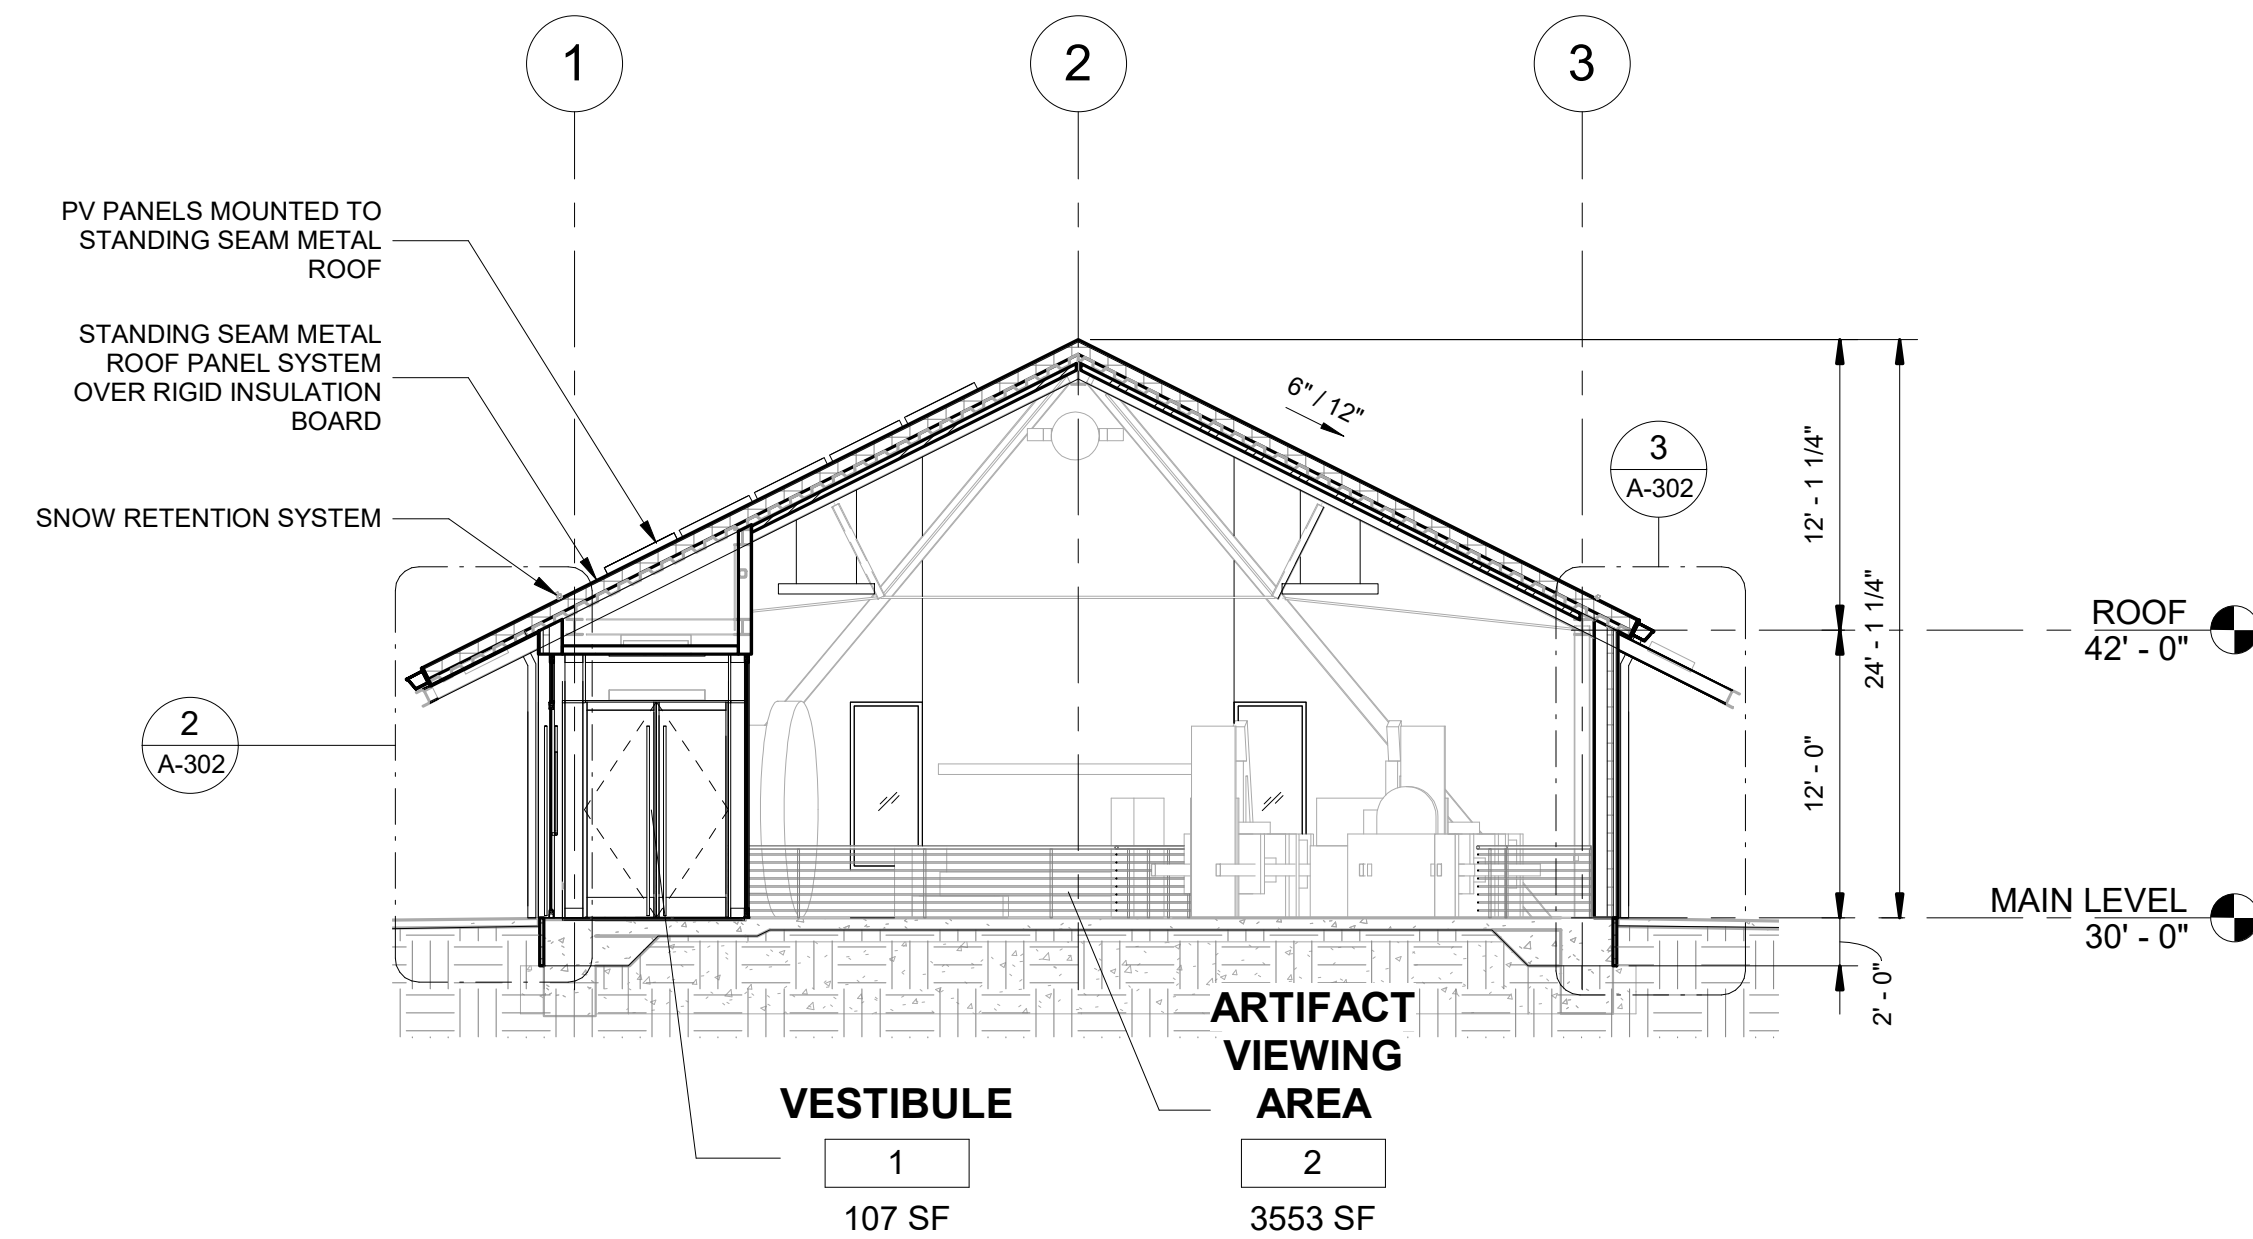 1
2
3
PV PANELS MOUNTED TO
STANDING SEAM METAL
ROOF
STANDING SEAM METAL
ROOF PANEL SYSTEM
OVER RIGID INSULATION
BOARD
SNOW RETENTION SYSTEM
6" / 12"
3
A-302
12' - 1 1/4"
24' - 1 1/4"
ROOF
42' - 0"
2
A-302
12' - 0"
MAIN LEVEL
30' - 0"
2' - 0"
ARTIFACT
VIEWING
AREA
2
3553 SF
VESTIBULE
1
107 SF